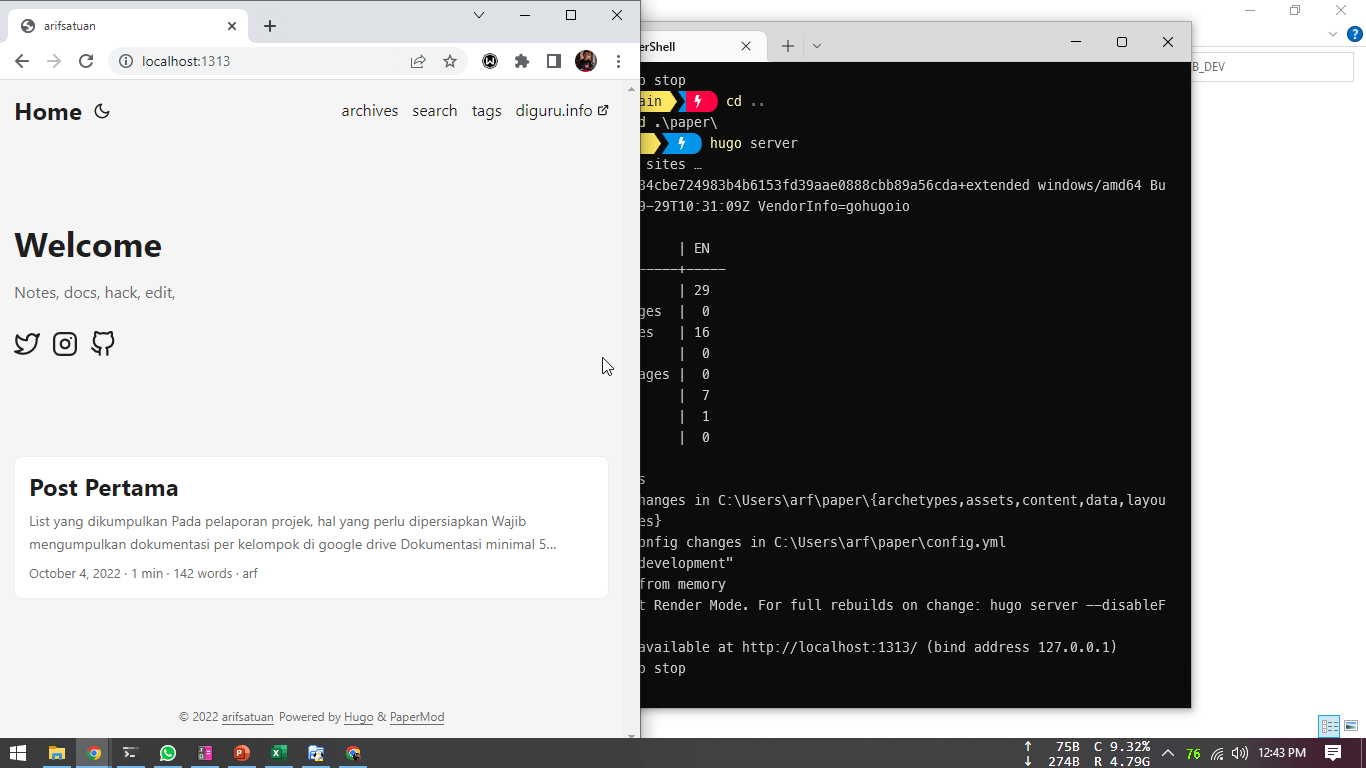 arifsatuan
localhost:1313
Home
archives search tags diguru.info
Welcome
Notes, docs, hack, edit,
Post Pertama
List yang dikumpulkan Pada pelaporan projek, hal yang perlu dipersiapkan Wajib
mengumpulkan dokumentasi per kelompok di google drive Dokumentasi minimal 5...
October 4, 2022 · 1 min · 142 words · arf
© 2022 arifsatuan Powered by Hugo & PaperMod
erShell
o stop
ain cd ..
d .\paper\
hugo server
sites …
34cbe724983b4b6153fd39aae0888cbb89a56cda+extended windows/amd64 Bu
9-29T10:31:09Z VendorInfo=gohugoio
| EN
-----+-----
| 29
ges | 0
es | 16
| 0
ages | 0
| 7
| 1
| 0
s
hanges in C:\Users\arf\paper\{archetypes,assets,content,data,layou
es}
onfig changes in C:\Users\arf\paper\config.yml
development"
from memory
t Render Mode. For full rebuilds on change: hugo server --disableF
available at http://localhost:1313/ (bind address 127.0.0.1)
o stop
B_DEV
75B C 9.32%
274B R 4.79G
76
12:43 PM